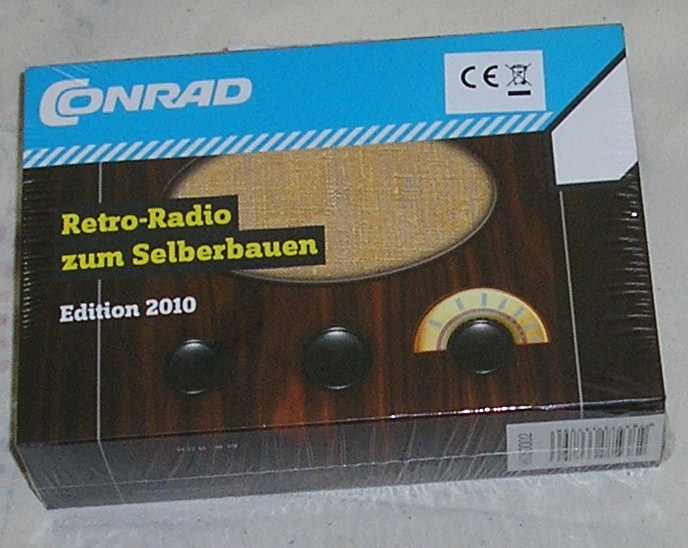 CONRAD
CE
Retro-Radio
zum Selberbauen
Edition 2010